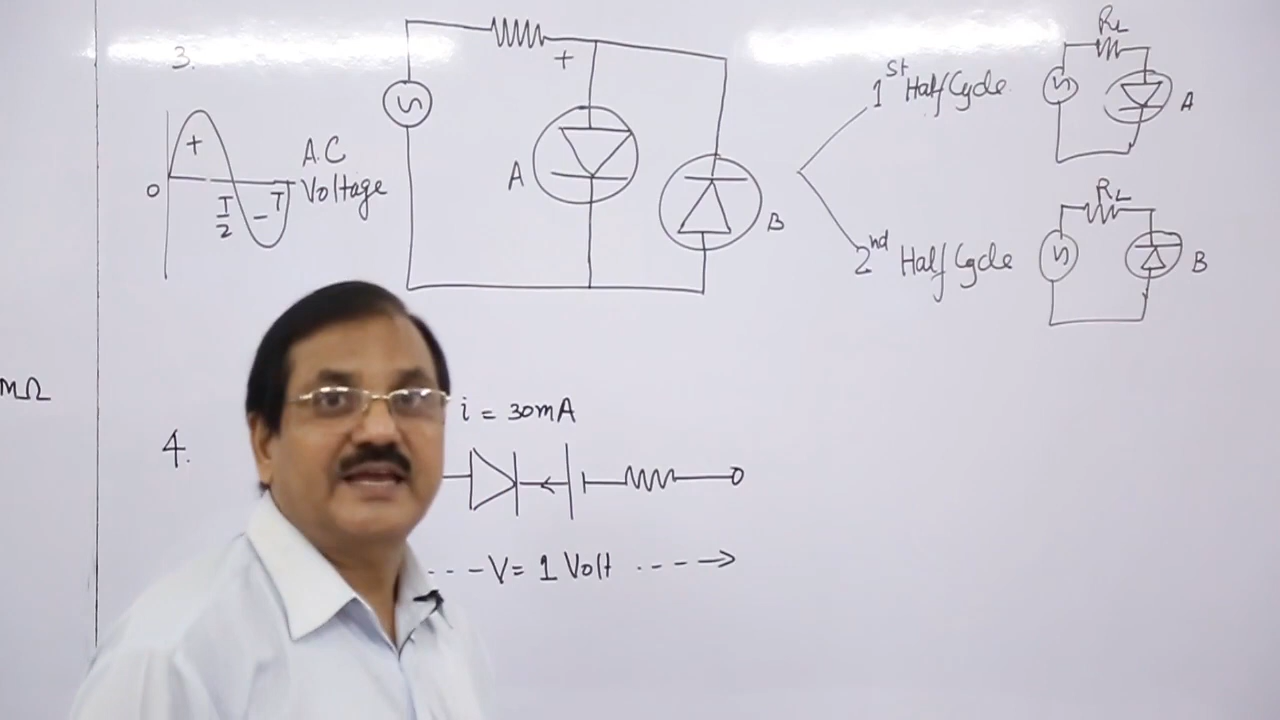 3.
+
0
T/2
- T
A.C
Voltage
+
A
B
1st Half Cycle
RL
A
2nd Half Cycle
RL
B
MΩ
4.
i = 30mA
V = 1 Volt